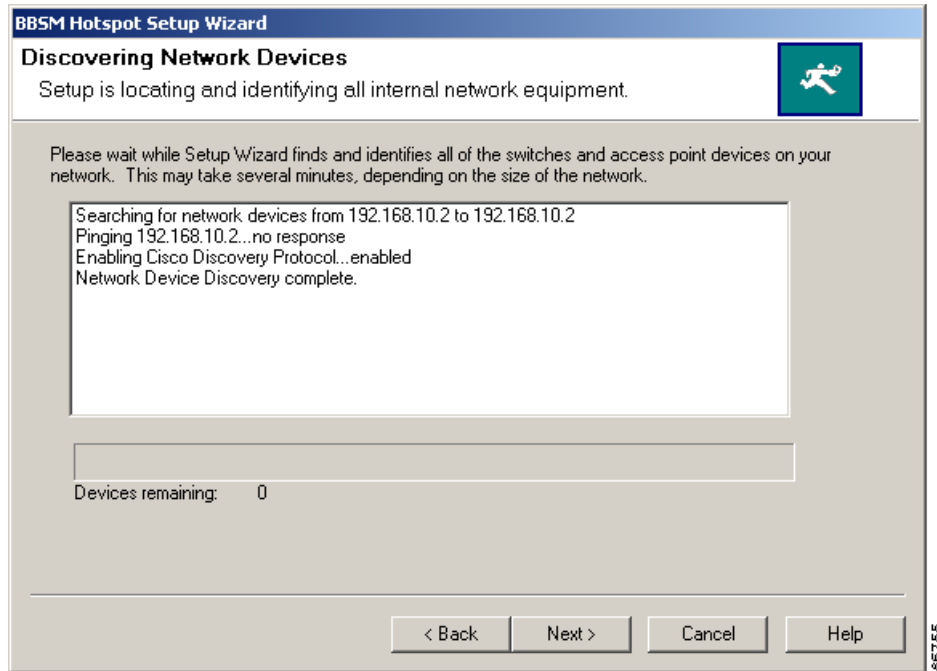 BBSM Hotspot Setup Wizard
Discovering Network Devices
Setup is locating and identifying all internal network equipment.
Please wait while Setup Wizard finds and identifies all of the switches and access point devices on your
network. This may take several minutes, depending on the size of the network.
Searching for network devices from 192.168.10.2 to 192.168.10.2
Pinging 192.168.10.2...no response
Enabling Cisco Discovery Protocol...enabled
Network Device Discovery complete.
Devices remaining: 0
< Back
Next >
Cancel
Help